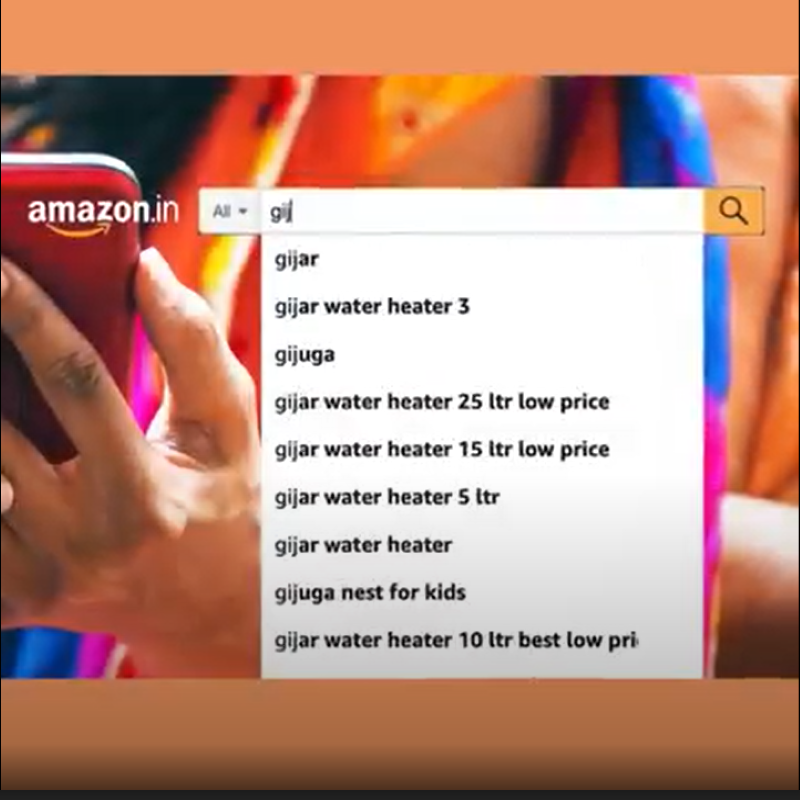 amazon.in
All
gij
gijar
gijar water heater 3
gijuga
gijar water heater 25 ltr low price
gijar water heater 15 ltr low price
gijar water heater 5 ltr
gijar water heater
gijuga nest for kids
gijar water heater 10 ltr best low pri